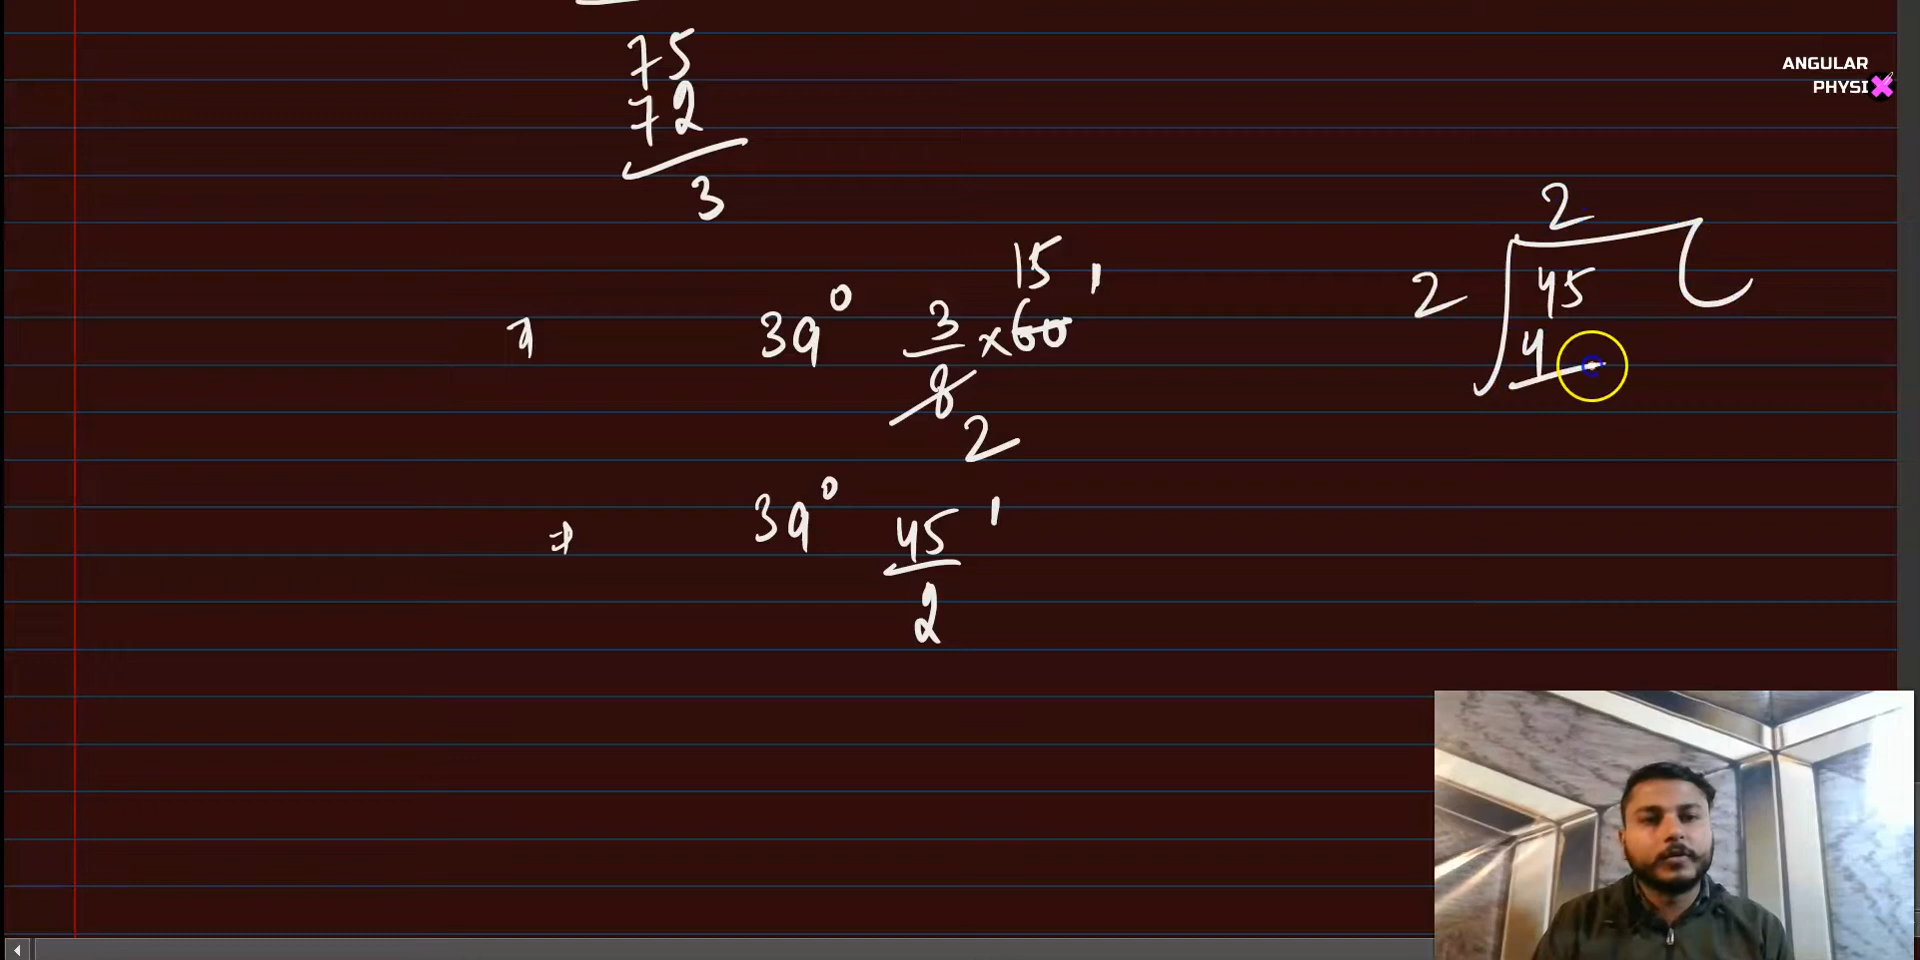 ANGULAR
PHYSI
75
72
3
2
2 45
4
15 '
39° 3/8 ×60
2
⇒ 39° 45/2 '